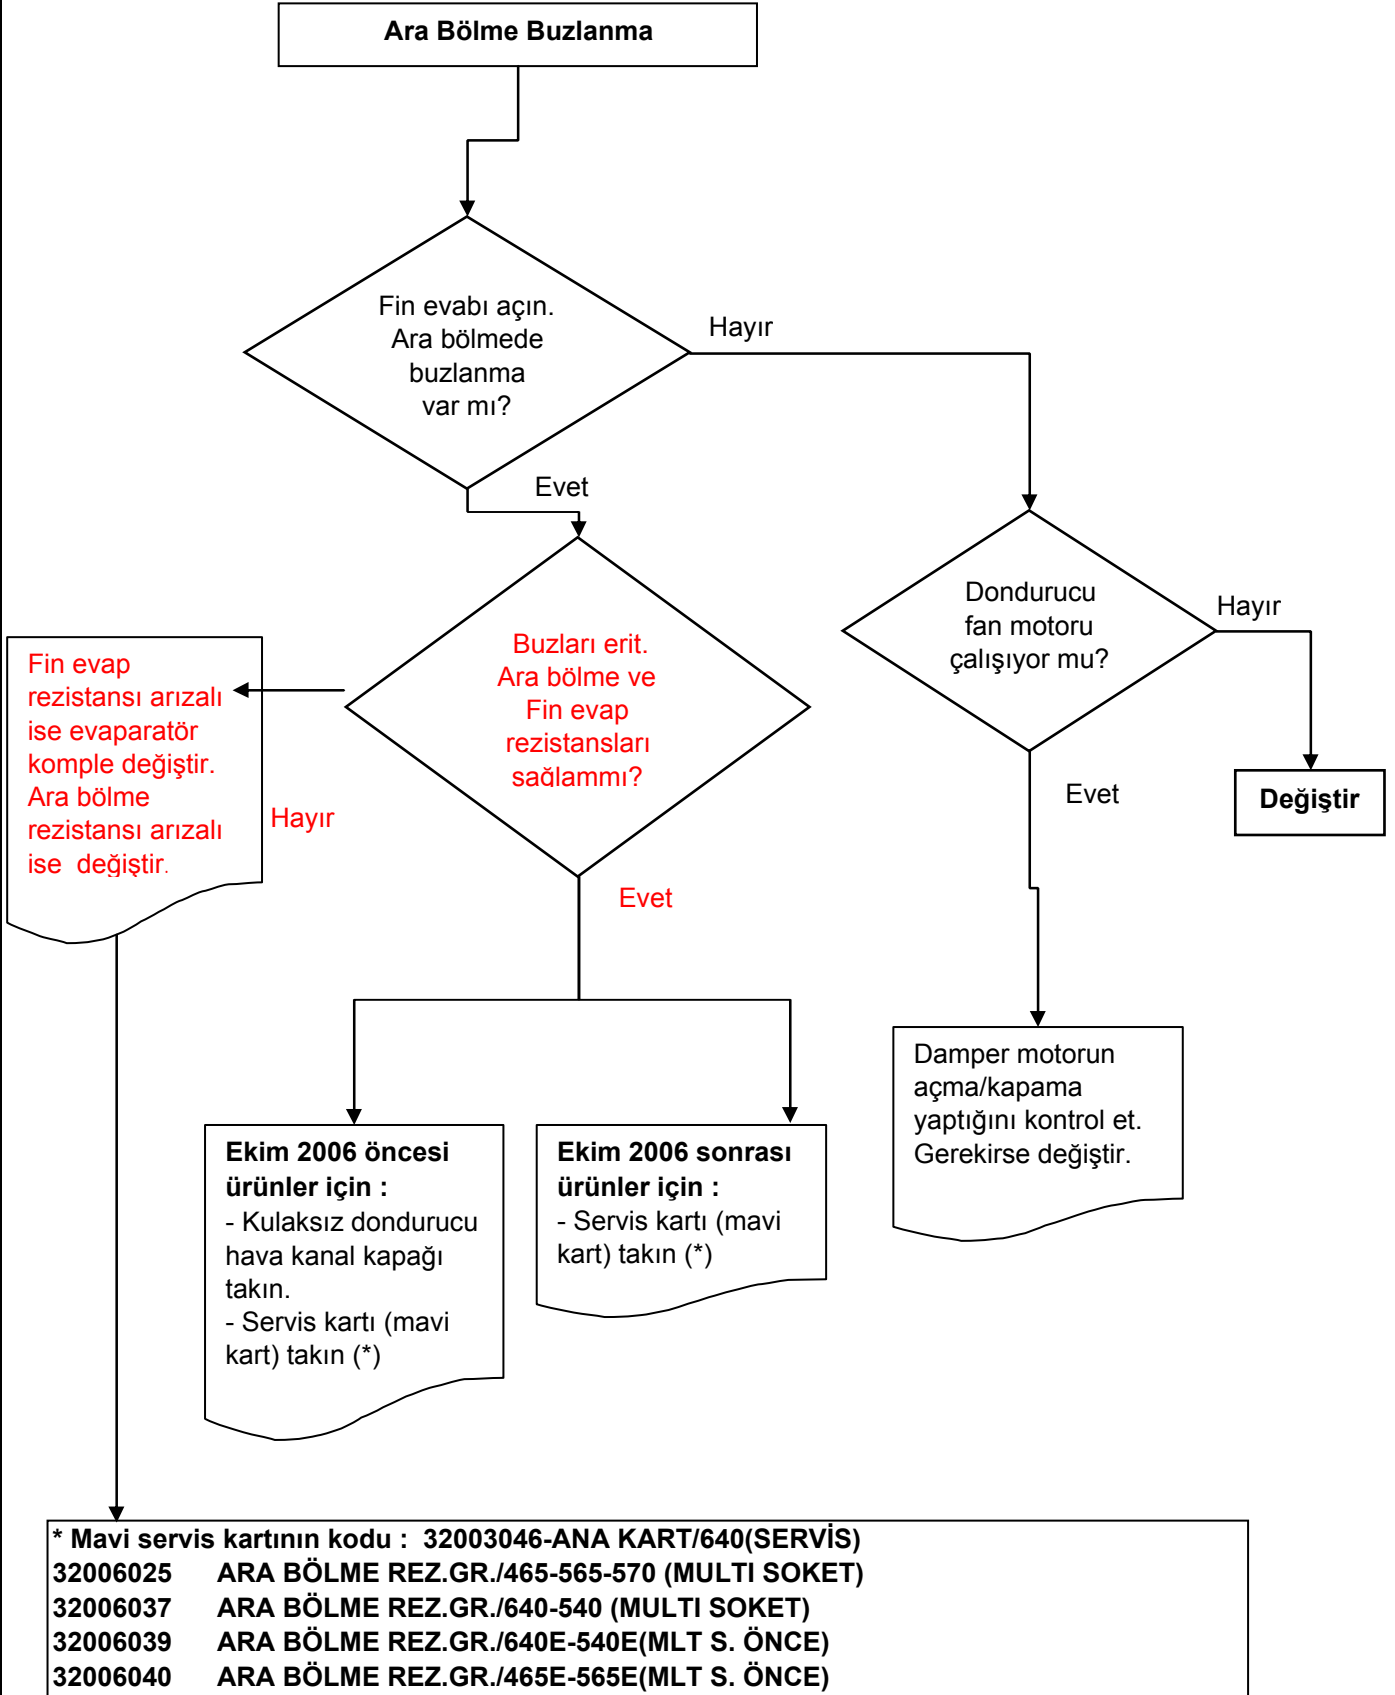 Ara Bölme Buzlanma
Fin evabı açın.
Ara bölmede
buzlanma
var mı?
Hayır
Evet
Dondurucu
fan motoru
çalışıyor mu?
Hayır
Değiştir
Evet
Damper motorun
açma/kapama
yaptığını kontrol et.
Gerekirse değiştir.
Buzları erit.
Ara bölme ve
Fin evap
rezistansları
sağlammı?
Hayır
Fin evap
rezistansı arızalı
ise evaparatör
komple değiştir.
Ara bölme
rezistansı arızalı
ise  değiştir.
Evet
Ekim 2006 öncesi
ürünler için :
- Kulaksız dondurucu
hava kanal kapağı
takın.
- Servis kartı (mavi
kart) takın (*)
Ekim 2006 sonrası
ürünler için :
- Servis kartı (mavi
kart) takın (*)
* Mavi servis kartının kodu :  32003046-ANA KART/640(SERVİS)
32006025 ARA BÖLME REZ.GR./465-565-570 (MULTI SOKET)
32006037 ARA BÖLME REZ.GR./640-540 (MULTI SOKET)
32006039 ARA BÖLME REZ.GR./640E-540E(MLT S. ÖNCE)
32006040 ARA BÖLME REZ.GR./465E-565E(MLT S. ÖNCE)